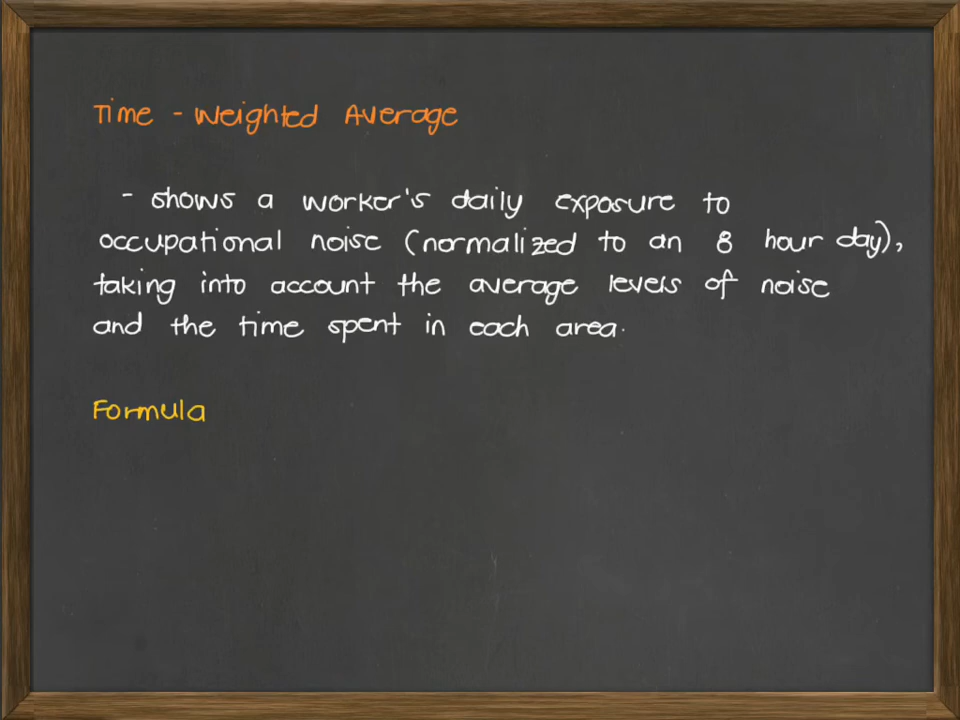 Time - Weighted Average
- shows a worker's daily exposure to
occupational noise (normalized to an 8 hour day),
taking into account the average levels of noise
and the time spent in each area.
Formula